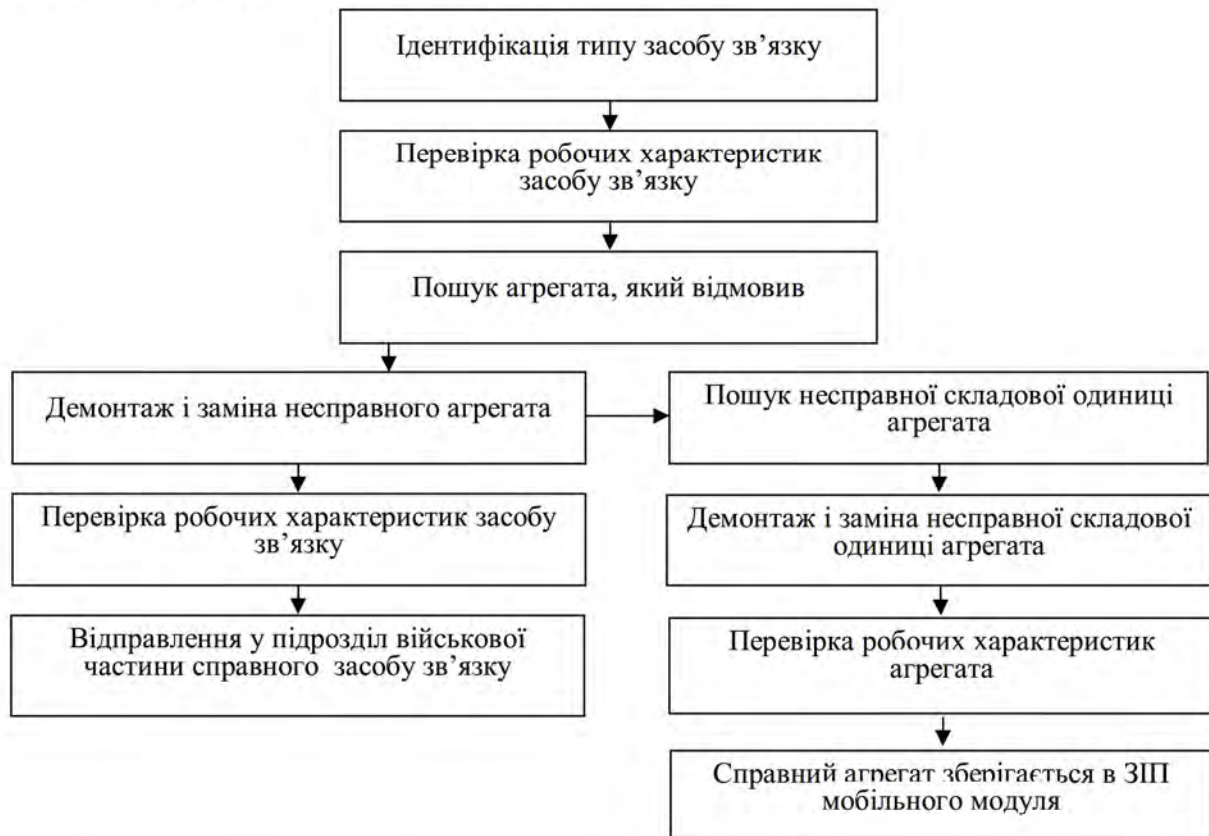 Ідентифікація типу засобу зв’язку
Перевірка робочих характеристик
засобу зв’язку
Пошук агрегата, який відмовив
Демонтаж і заміна несправного агрегата
Перевірка робочих характеристик засобу
зв’язку
Відправлення у підрозділ військової
частини справного засобу зв’язку
Пошук несправної складової одиниці
агрегата
Демонтаж і заміна несправної складової
одиниці агрегата
Перевірка робочих характеристик
агрегата
Справний агрегат зберігається в ЗІП
мобільного модуля